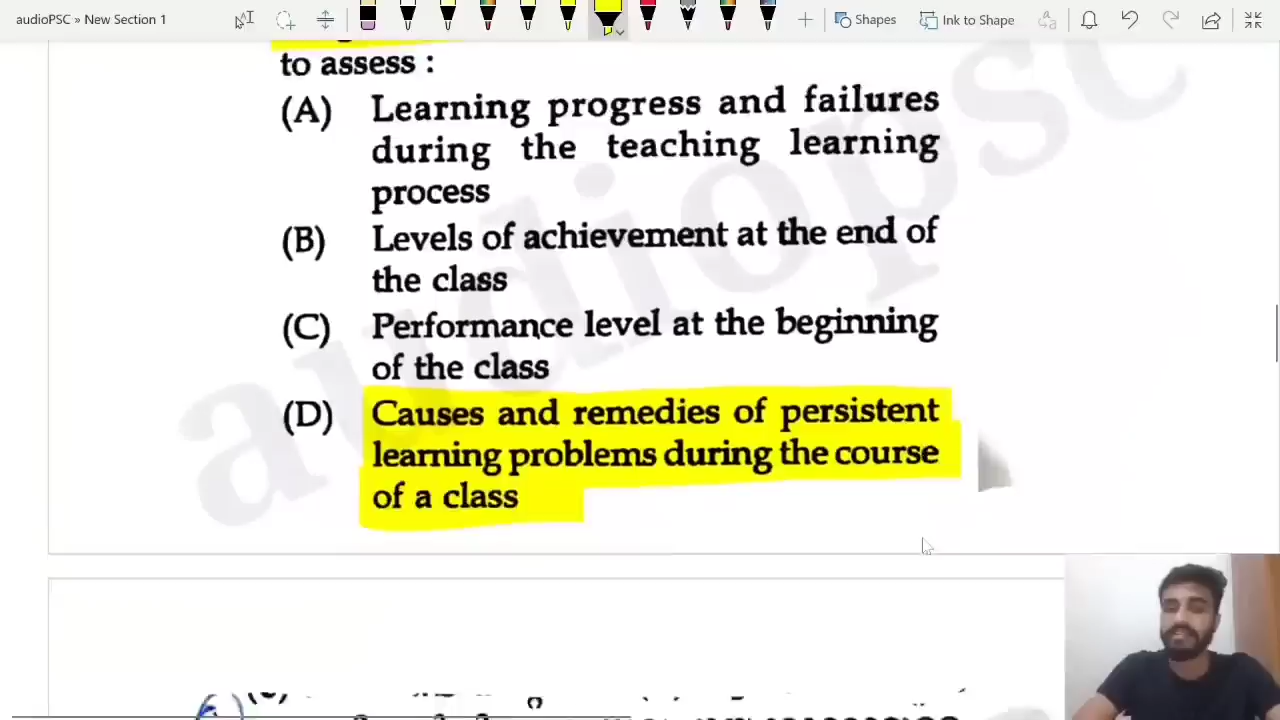 audioPSC » New Section 1
Shapes
Ink to Shape
to assess :
(A) Learning progress and failures
during the teaching learning
process
(B) Levels of achievement at the end of
the class
(C) Performance level at the beginning
of the class
(D) Causes and remedies of persistent
learning problems during the course
of a class
audiopsc